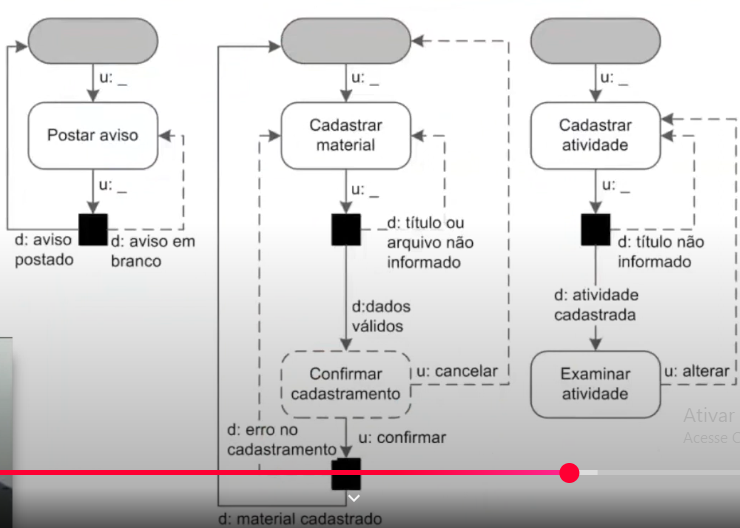 u: _
Postar aviso
u: _
d: aviso
postado
d: aviso em
branco
u: _
Cadastrar
material
u: _
d: título ou
arquivo não
informado
d:dados
válidos
Confirmar
cadastramento
u: cancelar
d: erro no
cadastramento
u: confirmar
d: material cadastrado
u: _
Cadastrar
atividade
u: _
d: título não
informado
d: atividade
cadastrada
Examinar
atividade
u: alterar
Ativar
Acesse